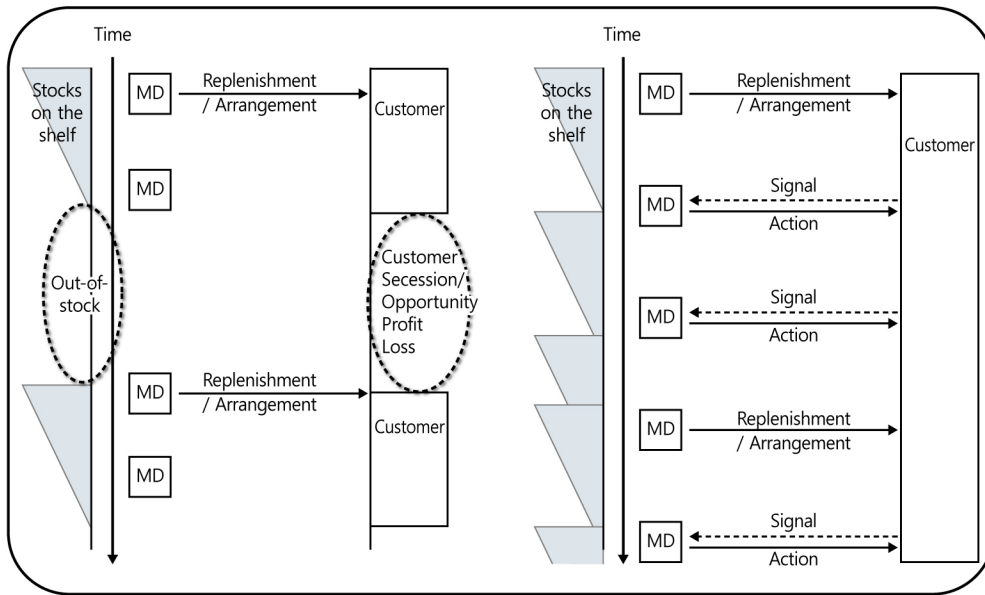 Time
Stocks
on the
shelf
MD
Replenishment
/ Arrangement
Customer
MD
Out-of-
stock
Customer
Secession/
Opportunity
Profit
Loss
MD
Replenishment
/ Arrangement
Customer
MD
Time
Stocks
on the
shelf
MD
Replenishment
/ Arrangement
Customer
MD
Signal
Action
MD
Signal
Action
MD
Replenishment
/ Arrangement
MD
Signal
Action